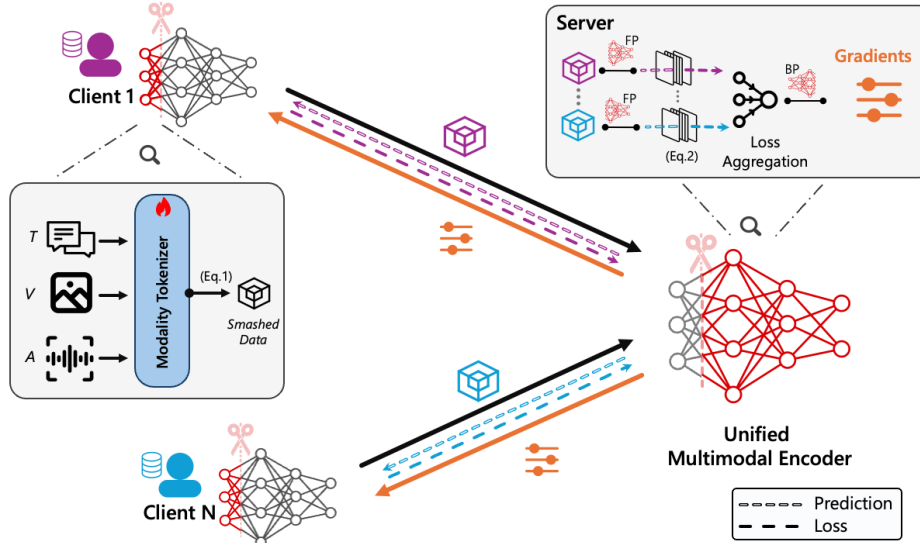 Server
FP
BP
Gradients
FP
(Eq.2)
Loss
Aggregation
Client 1
T
V
A
Modality Tokenizer
(Eq.1)
Smashed
Data
Unified
Multimodal Encoder
Client N
Prediction
Loss